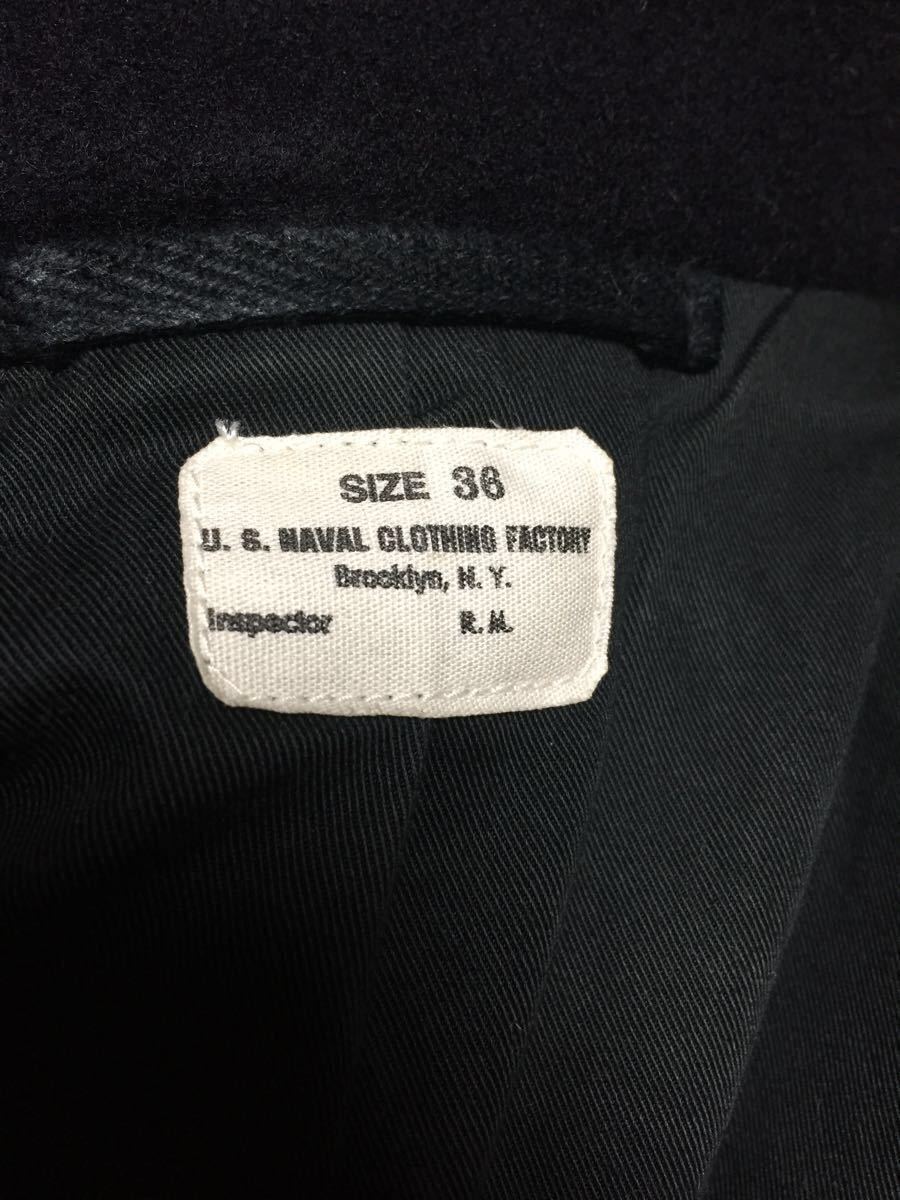 SIZE 36
U. S. NAVAL CLOTHING FACTORY
Brooklyn, N. Y.
Inspector R. M.